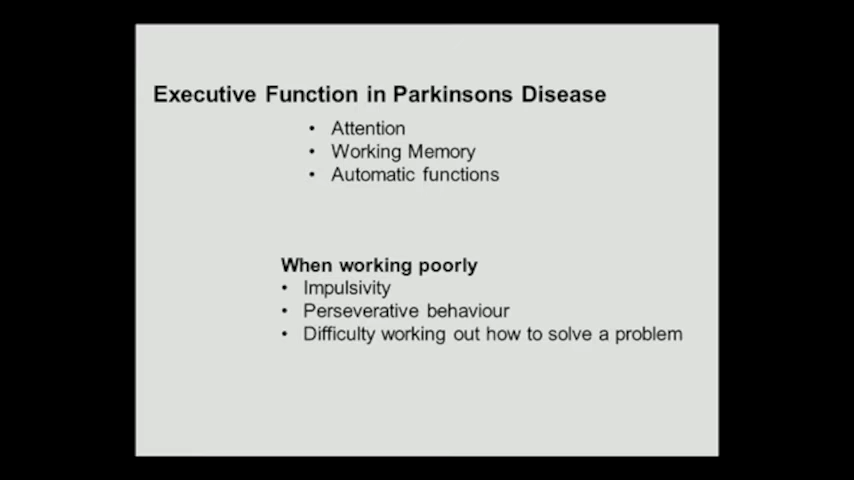 Executive Function in Parkinsons Disease
• Attention
• Working Memory
• Automatic functions
When working poorly
• Impulsivity
• Perseverative behaviour
• Difficulty working out how to solve a problem